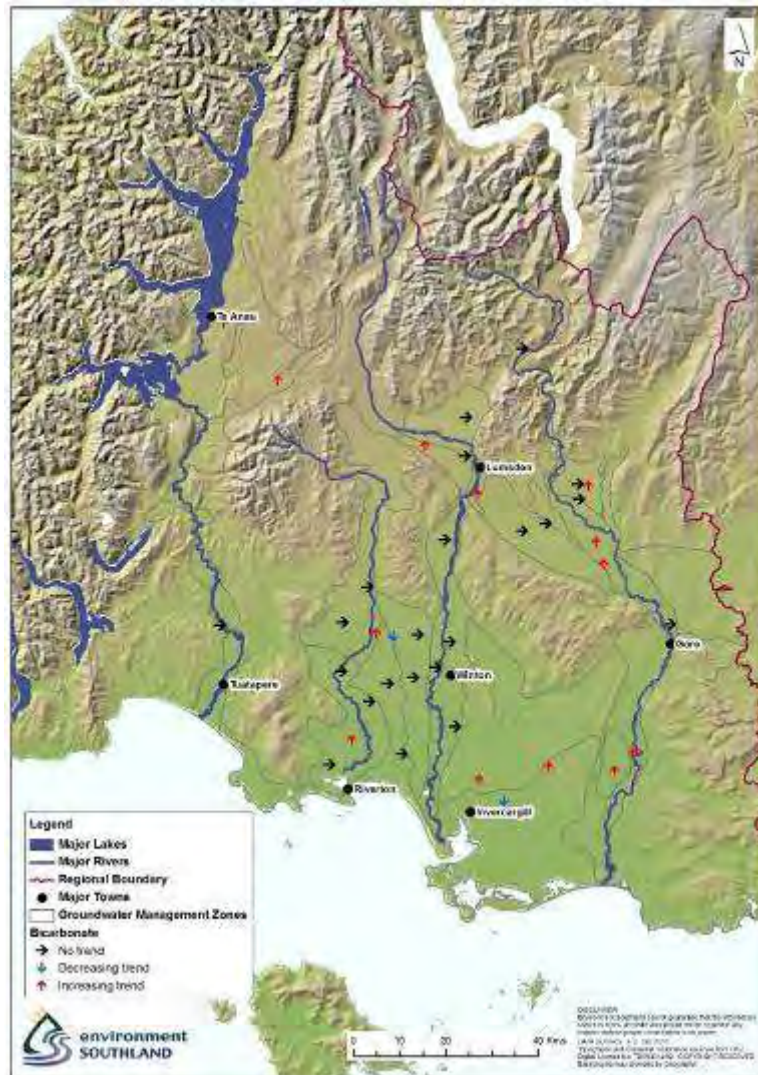 N
Te Anau
Lumsden
Gore
Tuatapere
Winton
Riverton
Invercargill
Legend
Major Lakes
Major Rivers
Regional Boundary
Major Towns
Groundwater Management Zones
Bicarbonate
No trend
Decreasing trend
Increasing trend
environment
SOUTHLAND
0 10 20 40 Kms
DISCLAIMER